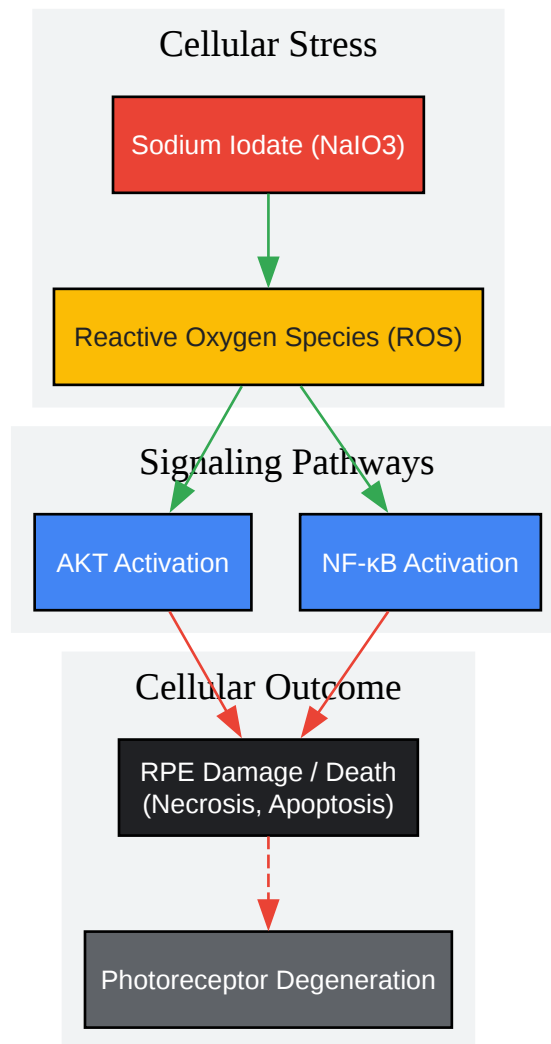 Cellular Stress
Sodium Iodate (NaIO3)
Reactive Oxygen Species (ROS)
Signaling Pathways
AKT Activation
NF-κB Activation
Cellular Outcome
RPE Damage / Death
(Necrosis, Apoptosis)
Photoreceptor Degeneration